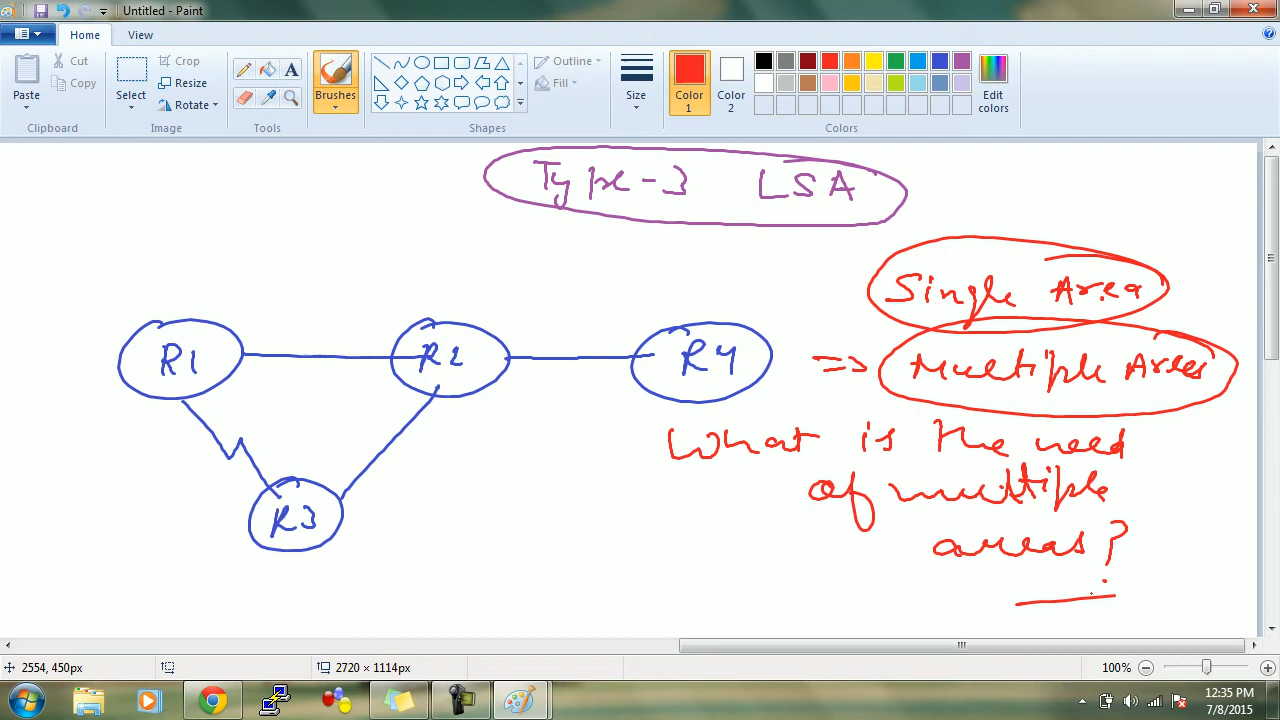 Untitled - Paint
Home View
Paste Cut Copy
Clipboard
Select Crop Resize Rotate
Image
Tools
Brushes
Shapes
Outline Fill
Size
Color 1
Color 2
Edit colors
Colors
Type-3 LSA
Single Area
R1 R2 R4 => Multiple Areas
What is the need
of multiple
R3
areas?
2554, 450px
2720 × 1114px
100%
12:35 PM
7/8/2015